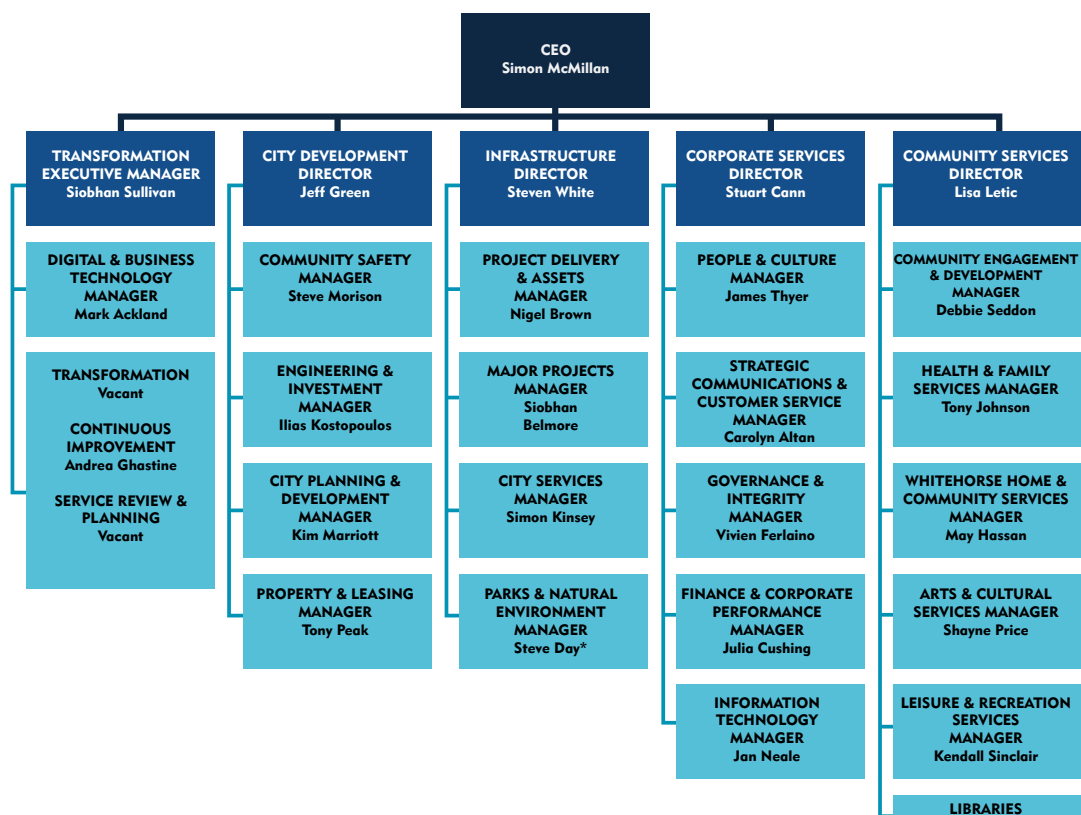 CEO
Simon McMillan
TRANSFORMATION
EXECUTIVE MANAGER
Siobhan Sullivan
DIGITAL & BUSINESS
TECHNOLOGY
MANAGER
Mark Ackland
TRANSFORMATION
Vacant
CONTINUOUS
IMPROVEMENT
Andrea Ghastine
SERVICE REVIEW &
PLANNING
Vacant
CITY DEVELOPMENT
DIRECTOR
Jeff Green
COMMUNITY SAFETY
MANAGER
Steve Morison
ENGINEERING &
INVESTMENT
MANAGER
Ilias Kostopoulos
CITY PLANNING &
DEVELOPMENT
MANAGER
Kim Marriott
PROPERTY & LEASING
MANAGER
Tony Peak
INFRASTRUCTURE
DIRECTOR
Steven White
PROJECT DELIVERY
& ASSETS
MANAGER
Nigel Brown
MAJOR PROJECTS
MANAGER
Siobhan
Belmore
CITY SERVICES
MANAGER
Simon Kinsey
PARKS & NATURAL
ENVIRONMENT
MANAGER
Steve Day*
CORPORATE SERVICES
DIRECTOR
Stuart Cann
PEOPLE & CULTURE
MANAGER
James Thyer
STRATEGIC
COMMUNICATIONS &
CUSTOMER SERVICE
MANAGER
Carolyn Altan
GOVERNANCE &
INTEGRITY
MANAGER
Vivien Ferlaino
FINANCE & CORPORATE
PERFORMANCE
MANAGER
Julia Cushing
INFORMATION
TECHNOLOGY
MANAGER
Jan Neale
COMMUNITY SERVICES
DIRECTOR
Lisa Letic
COMMUNITY ENGAGEMENT
& DEVELOPMENT
MANAGER
Debbie Seddon
HEALTH & FAMILY
SERVICES MANAGER
Tony Johnson
WHITEHORSE HOME &
COMMUNITY SERVICES
MANAGER
May Hassan
ARTS & CULTURAL
SERVICES MANAGER
Shayne Price
LEISURE & RECREATION
SERVICES
MANAGER
Kendall Sinclair
LIBRARIES